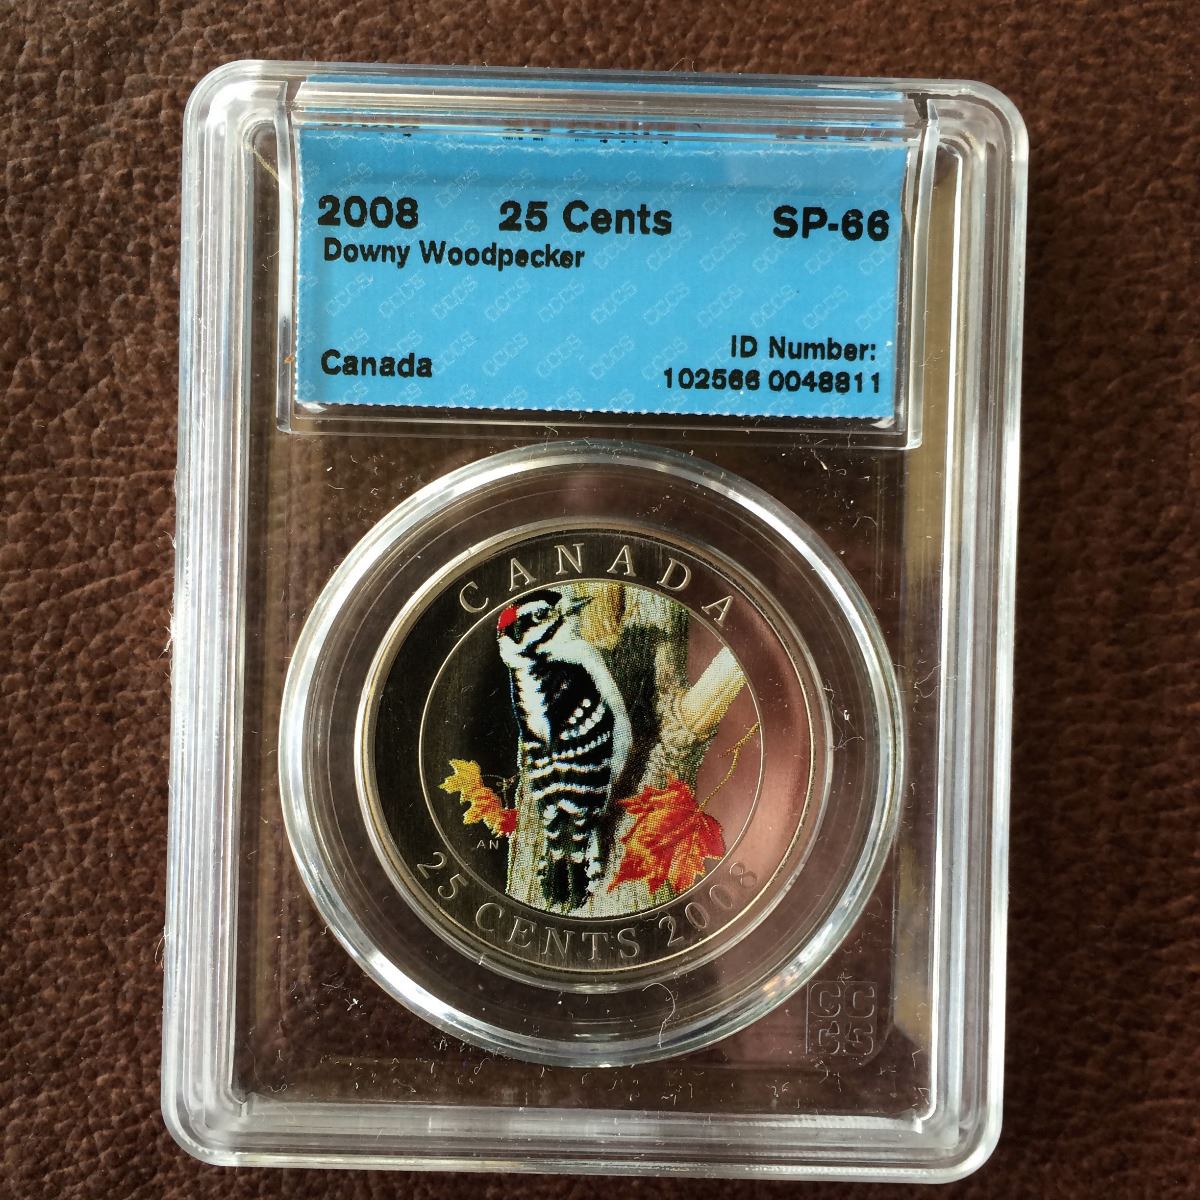 2008 25 Cents SP-66
Downy Woodpecker
Canada
ID Number:
102566 0048811
CANADA
AN
25 CENTS 2008
CC
CS